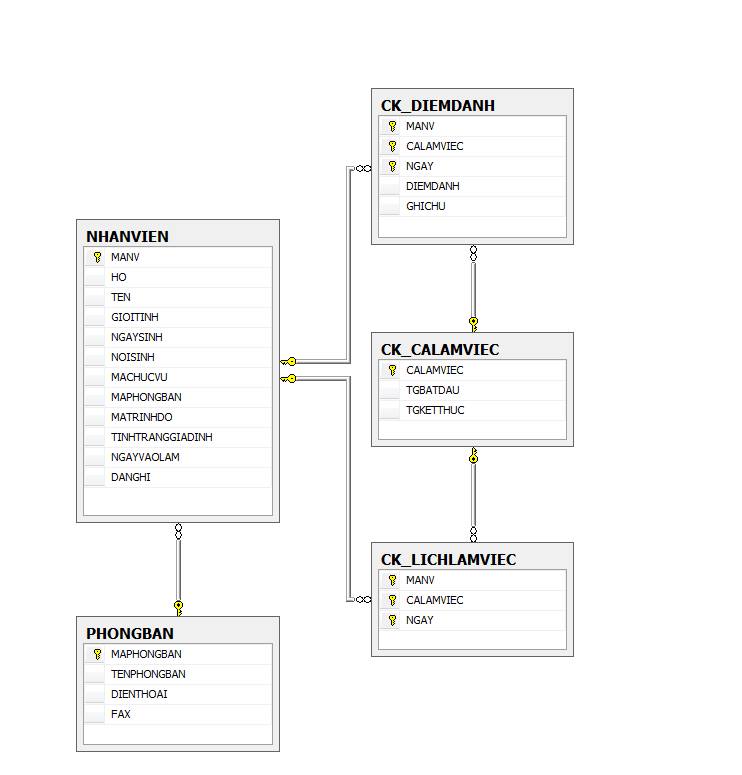 CK_DIEMDANH
MANV
CALAMVIEC
NGAY
DIEMDANH
GHICHU
NHANVIEN
MANV
HO
TEN
GIOITINH
NGAYSINH
NOISINH
MACHUCVU
MAPHONGBAN
MATRINHDO
TINHTRANGGIADINH
NGAYVAOLAM
DANGHI
CK_CALAMVIEC
CALAMVIEC
TGBATDAU
TGKETTHUC
CK_LICHLAMVIEC
MANV
CALAMVIEC
NGAY
PHONGBAN
MAPHONGBAN
TENPHONGBAN
DIENTHOAI
FAX